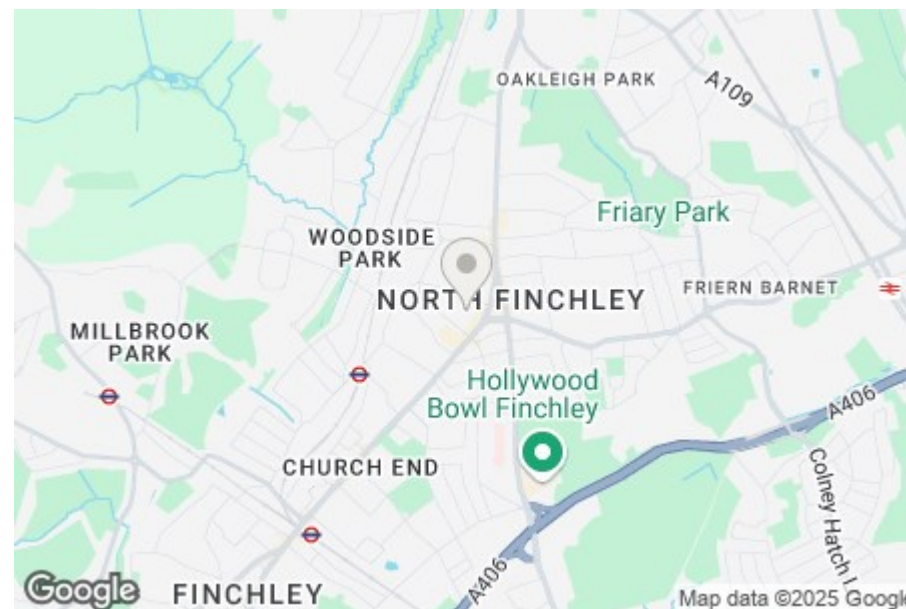 OAKLEIGH PARK
A109
Friary Park
WOODSIDE
PARK
NORTH FINCHLEY
FRIERN BARNET
MILLBROOK
PARK
Hollywood
Bowl Finchley
A406
CHURCH END
Colney Hatch L
A406
FINCHLEY
Google
Map data ©2025 Google